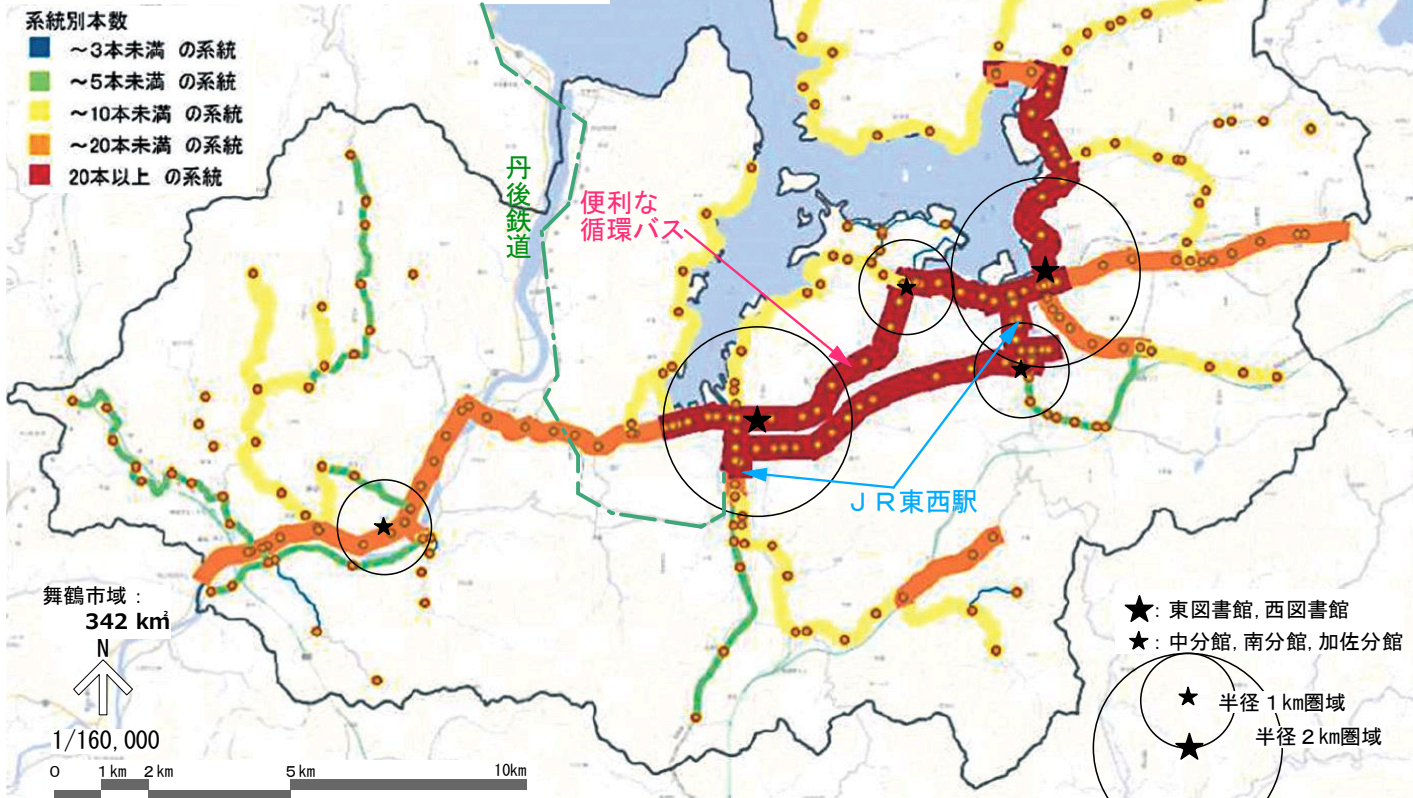 系統別本数
～3本未満 の系統
～5本未満 の系統
～10本未満 の系統
～20本未満 の系統
20本以上 の系統
丹後鉄道
便利な
循環バス
ＪＲ東西駅
舞鶴市域：
342 k㎡
N
1/160,000
0 1km 2km 5km 10km
★: 東図書館, 西図書館
★: 中分館, 南分館, 加佐分館
半径１km圏域
半径２km圏域